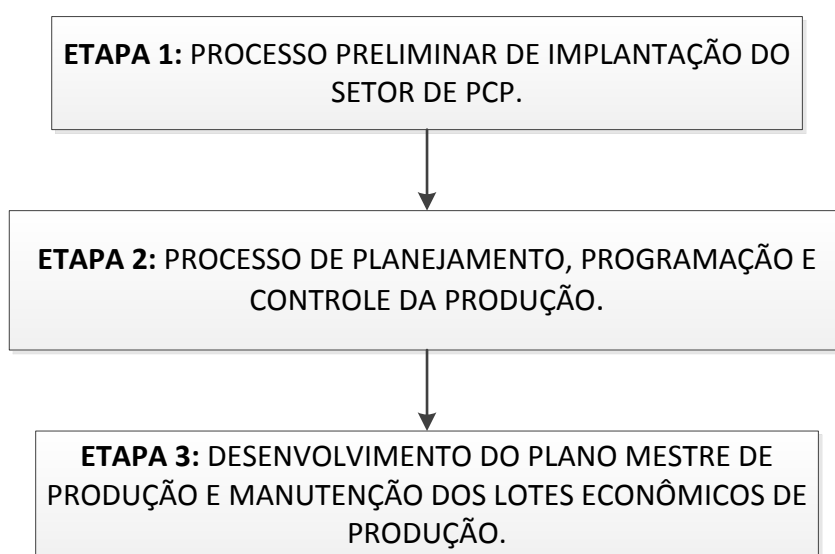 ETAPA 1: PROCESSO PRELIMINAR DE IMPLANTAÇÃO DO
SETOR DE PCP.
ETAPA 2: PROCESSO DE PLANEJAMENTO, PROGRAMAÇÃO E
CONTROLE DA PRODUÇÃO.
ETAPA 3: DESENVOLVIMENTO DO PLANO MESTRE DE
PRODUÇÃO E MANUTENÇÃO DOS LOTES ECONÔMICOS DE
PRODUÇÃO.